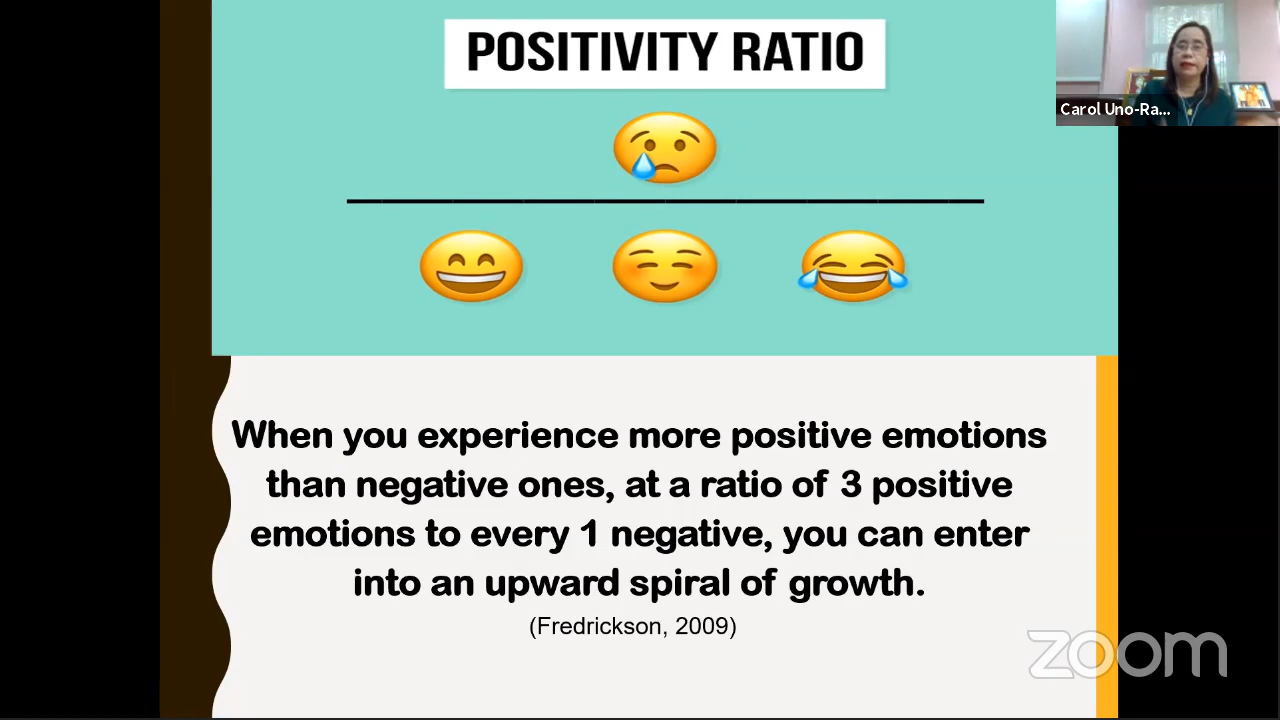 POSITIVITY RATIO
Carol Uno-Ra...
When you experience more positive emotions
than negative ones, at a ratio of 3 positive
emotions to every 1 negative, you can enter
into an upward spiral of growth.
(Fredrickson, 2009)
zoom